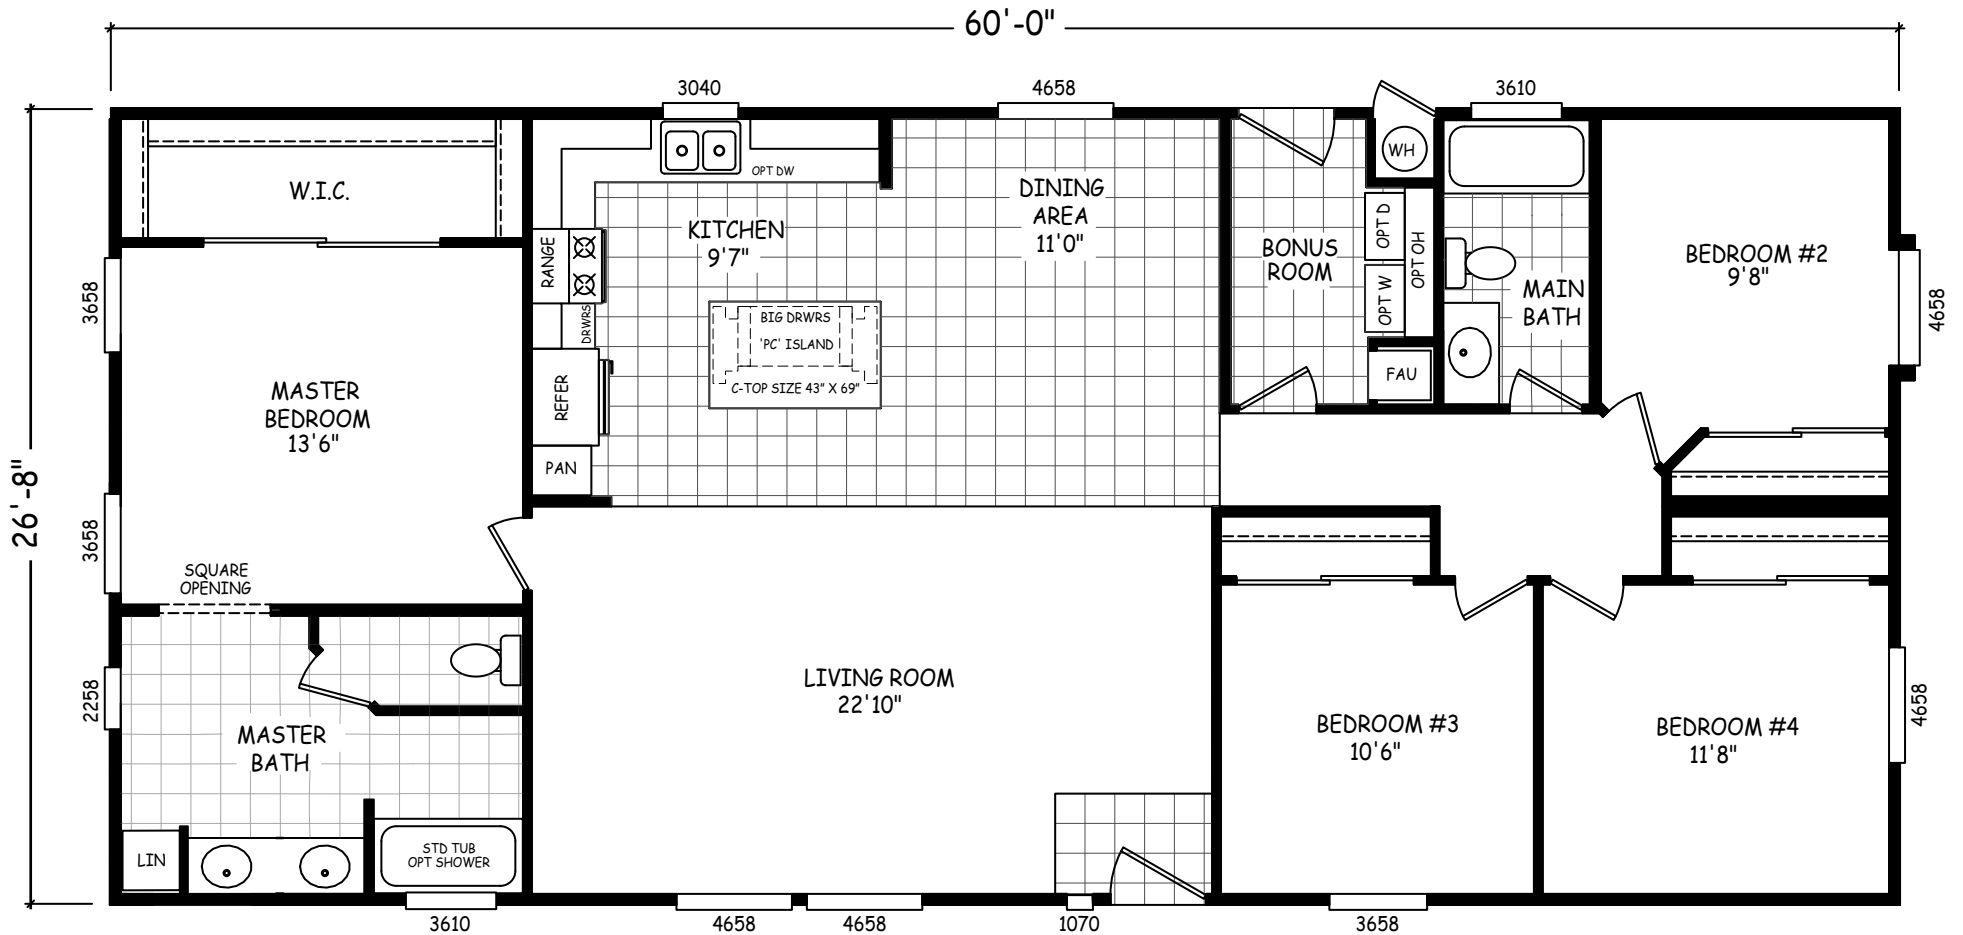 60'-0"
3040
4658
3610
W.I.C.
OPT DW
WH
KITCHEN
9'7"
DINING
AREA
11'0"
BONUS
ROOM
OPT D
OPT OH
OPT W
FAU
MAIN
BATH
BEDROOM #2
9'8"
4658
3658
RANGE
DRWRS
REFER
PAN
BIG DRWRS
'PC' ISLAND
C-TOP SIZE 43" X 69"
MASTER
BEDROOM
13'6"
26'-8"
3658
SQUARE
OPENING
2258
MASTER
BATH
LIN
STD TUB
OPT SHOWER
LIVING ROOM
22'10"
BEDROOM #3
10'6"
BEDROOM #4
11'8"
4658
3610
4658
4658
1070
3658